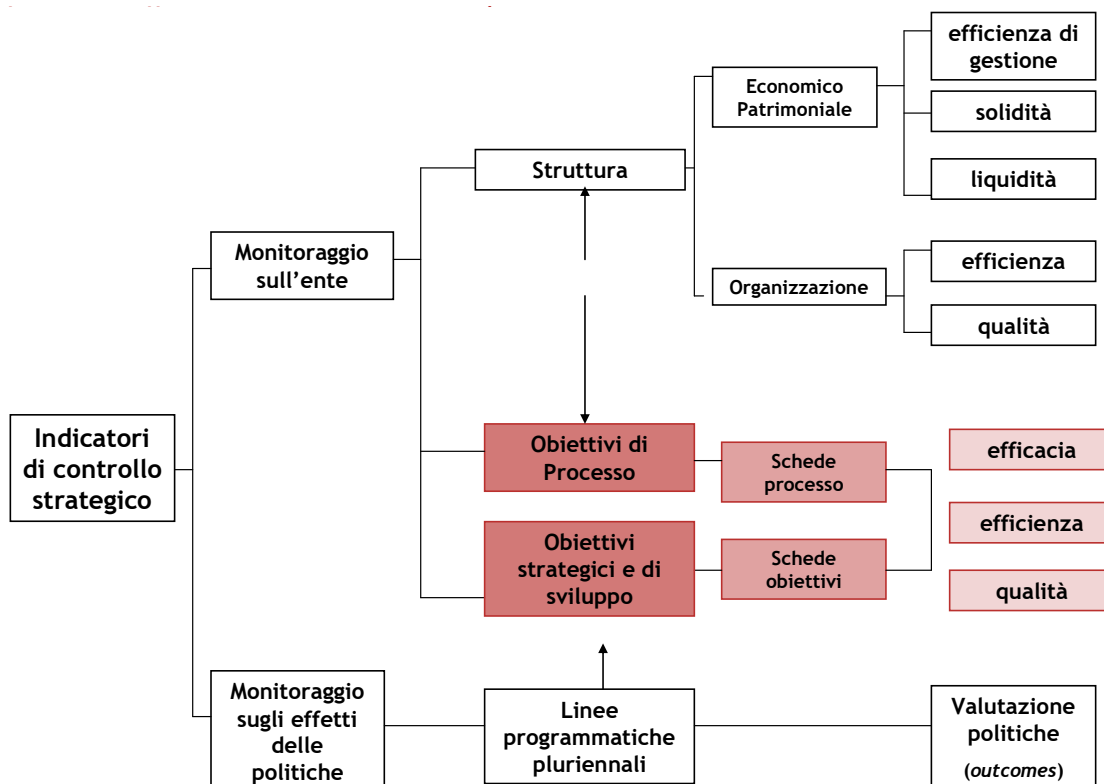 efficienza di
gestione
Economico
Patrimoniale
solidità
Struttura
liquidità
Monitoraggio
sull’ente
efficienza
Organizzazione
qualità
Indicatori
di controllo
strategico
Obiettivi di
Processo
Schede
processo
efficacia
efficienza
Obiettivi
strategici e di
sviluppo
Schede
obiettivi
qualità
Monitoraggio
sugli effetti
delle
politiche
Linee
programmatiche
pluriennali
Valutazione
politiche
(outcomes)